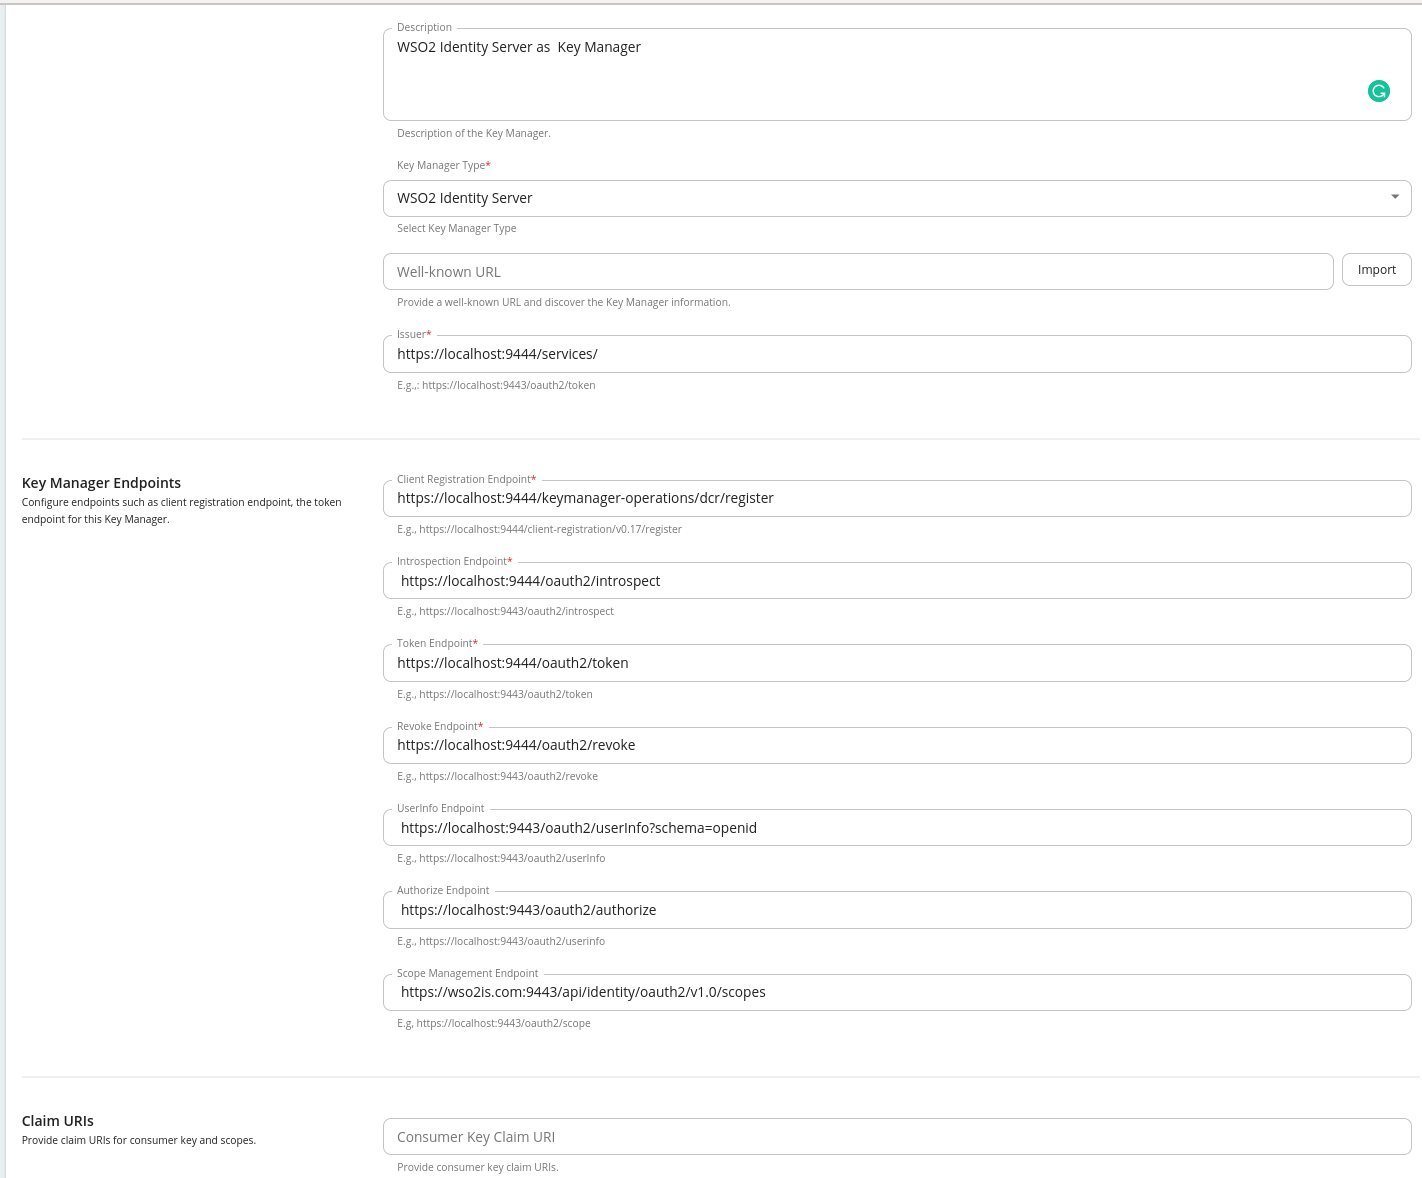 Description
WSO2 Identity Server as  Key Manager
Description of the Key Manager.
Key Manager Type*
WSO2 Identity Server
Select Key Manager Type
Well-known URL
Import
Provide a well-known URL and discover the Key Manager information.
Issuer*
https://localhost:9444/services/
E.g.,: https://localhost:9443/oauth2/token
Key Manager Endpoints
Configure endpoints such as client registration endpoint, the token
endpoint for this Key Manager.
Client Registration Endpoint*
https://localhost:9444/keymanager-operations/dcr/register
E.g., https://localhost:9444/client-registration/v0.17/register
Introspection Endpoint*
https://localhost:9444/oauth2/introspect
E.g., https://localhost:9443/oauth2/introspect
Token Endpoint*
https://localhost:9444/oauth2/token
E.g., https://localhost:9443/oauth2/token
Revoke Endpoint*
https://localhost:9444/oauth2/revoke
E.g., https://localhost:9443/oauth2/revoke
UserInfo Endpoint
https://localhost:9443/oauth2/userInfo?schema=openid
E.g., https://localhost:9443/oauth2/userInfo
Authorize Endpoint
https://localhost:9443/oauth2/authorize
E.g., https://localhost:9443/oauth2/userinfo
Scope Management Endpoint
https://wso2is.com:9443/api/identity/oauth2/v1.0/scopes
E.g, https://localhost:9443/oauth2/scope
Claim URIs
Provide claim URIs for consumer key and scopes.
Consumer Key Claim URI
Provide consumer key claim URIs.